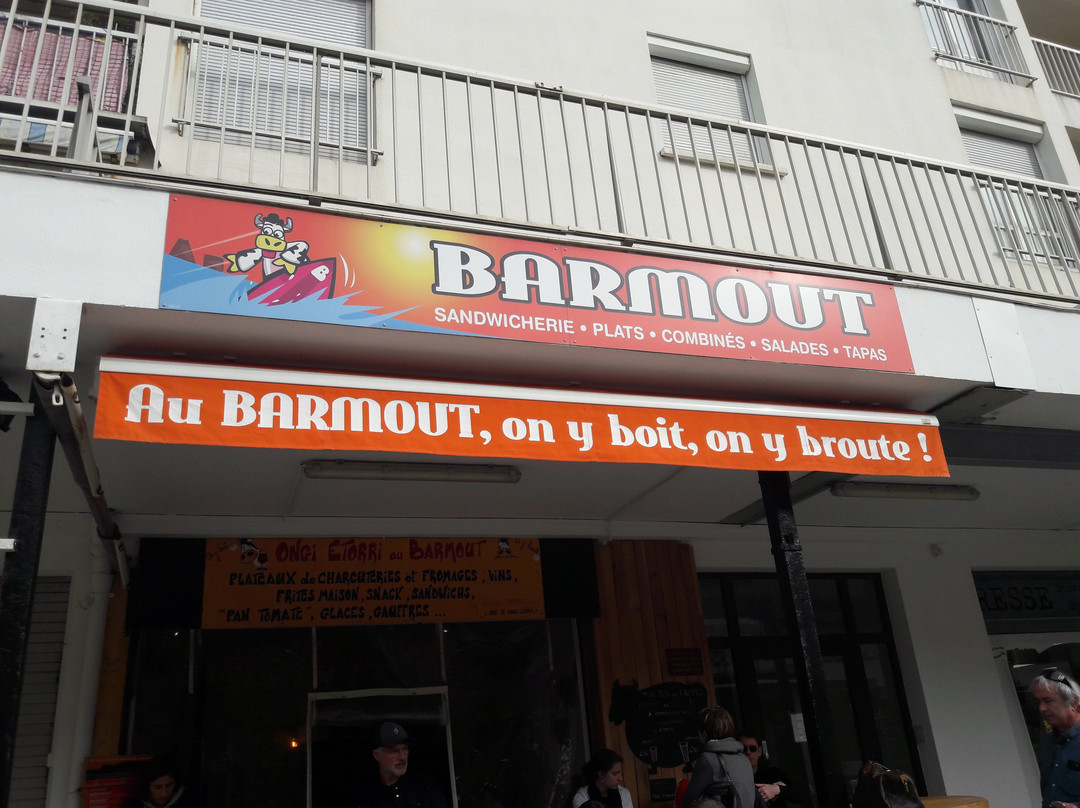 BARMOUT
SANDWICHERIE • PLATS • COMBINÉS • SALADES • TAPAS
B
Au BARMOUT, on y boit, on y broute !
ONGI ETORRI au BARMOUT
PLATEAUX de CHARCUTERIES et FROMAGES, VINS,
FRITES MAISON, SNACK, SANDWICHS,
"PAN TOMATE", GLACES, GAUFRES ...
RESSE